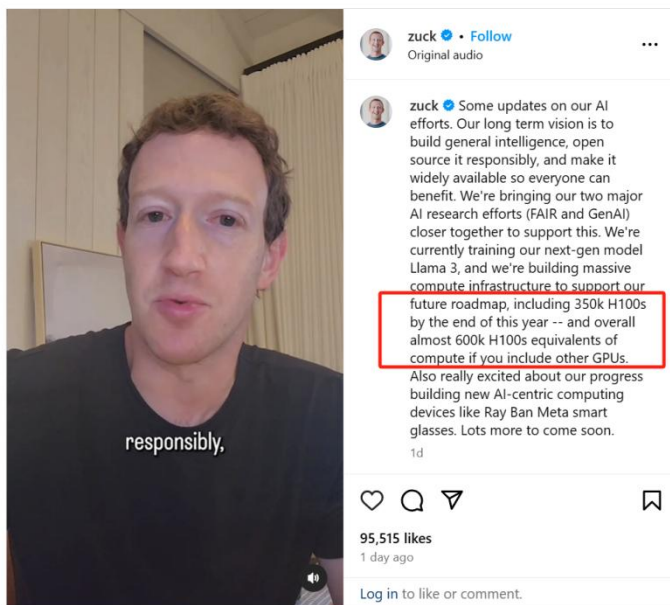 zuck • Follow
Original audio
zuck Some updates on our AI
efforts. Our long term vision is to
build general intelligence, open
source it responsibly, and make it
widely available so everyone can
benefit. We're bringing our two major
AI research efforts (FAIR and GenAI)
closer together to support this. We're
currently training our next-gen model
Llama 3, and we're building massive
compute infrastructure to support our
future roadmap, including 350k H100s
by the end of this year -- and overall
almost 600k H100s equivalents of
compute if you include other GPUs.
Also really excited about our progress
building new AI-centric computing
devices like Ray Ban Meta smart
glasses. Lots more to come soon.
1d
responsibly,
95,515 likes
1 day ago
Log in to like or comment.